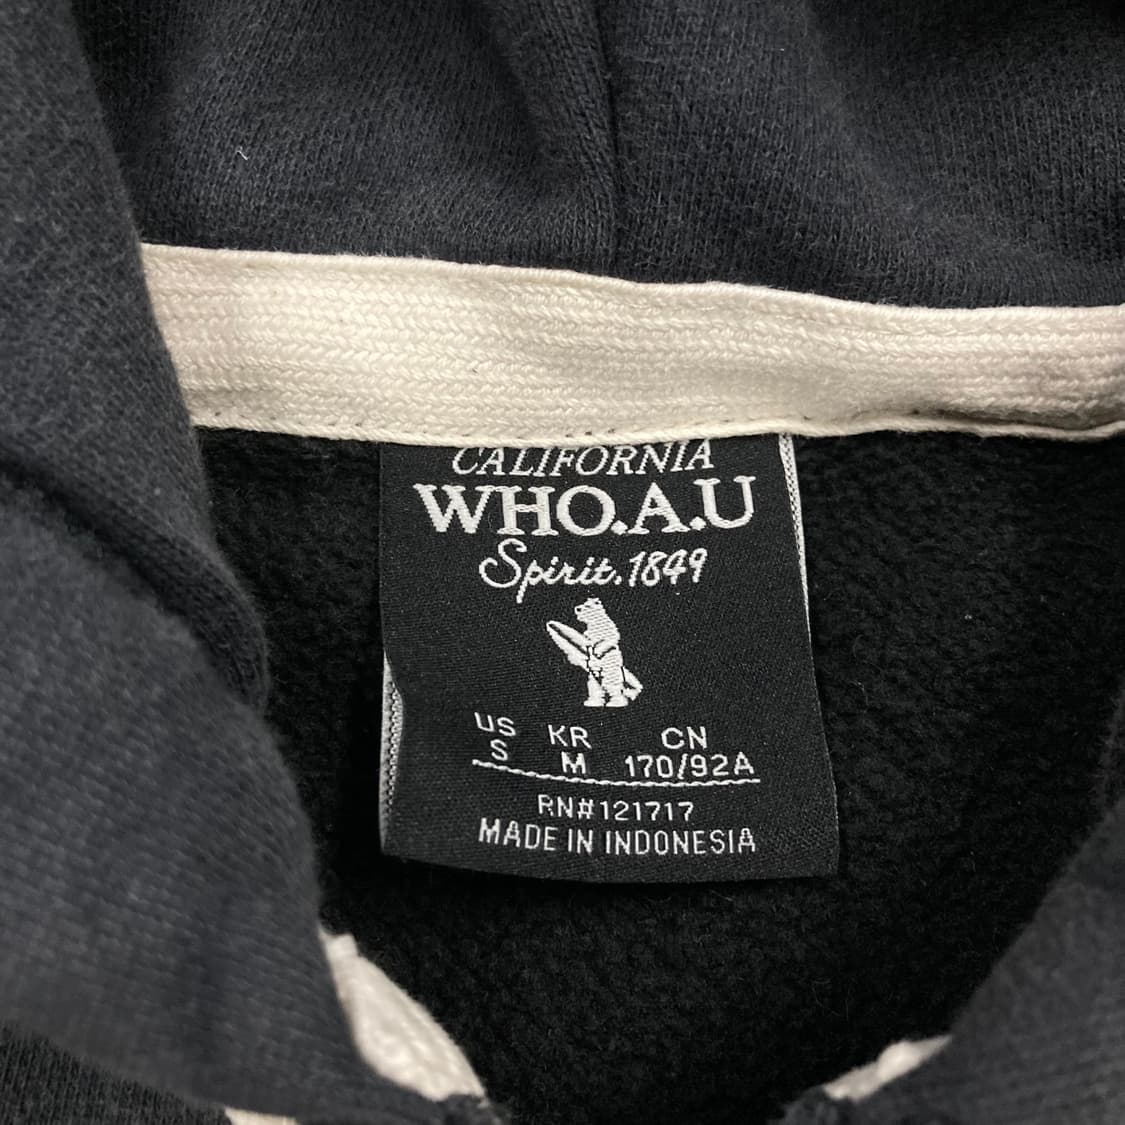 CALIFORNIA
WHO.A.U
Spirit.1849
US KR CN
S M 170/92A
RN#121717
MADE IN INDONESIA